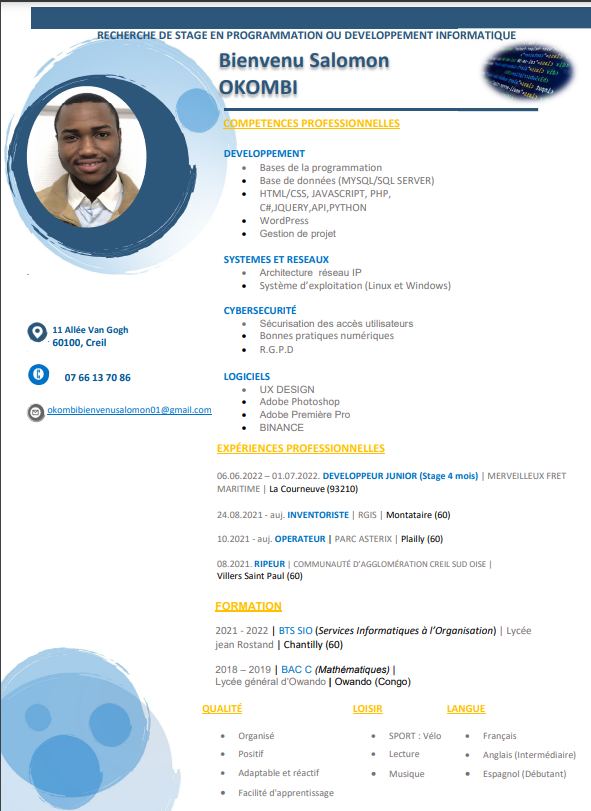 RECHERCHE DE STAGE EN PROGRAMMATION OU DEVELOPPEMENT INFORMATIQUE
Bienvenu Salomon
OKOMBI
COMPETENCES PROFESSIONNELLES
DEVELOPPEMENT
• Bases de la programmation
• Base de données (MYSQL/SQL SERVER)
• HTML/CSS, JAVASCRIPT, PHP,
C#,JQUERY,API,PYTHON
• WordPress
• Gestion de projet
SYSTEMES ET RESEAUX
• Architecture réseau IP
• Système d’exploitation (Linux et Windows)
CYBERSECURITÉ
• Sécurisation des accès utilisateurs
• Bonnes pratiques numériques
• R.G.P.D
LOGICIELS
• UX DESIGN
• Adobe Photoshop
• Adobe Première Pro
• BINANCE
11 Allée Van Gogh
60100, Creil
07 66 13 70 86
okombibienvenusalomon01@gmail.com
EXPÉRIENCES PROFESSIONNELLES
06.06.2022 – 01.07.2022. DEVELOPPEUR JUNIOR (Stage 4 mois) | MERVEILLEUX FRET
MARITIME | La Courneuve (93210)
24.08.2021 - auj. INVENTORISTE | RGIS | Montataire (60)
10.2021 - auj. OPERATEUR | PARC ASTERIX | Plailly (60)
08.2021. RIPEUR | COMMUNAUTÉ D’AGGLOMÉRATION CREIL SUD OISE |
Villers Saint Paul (60)
FORMATION
2021 - 2022 | BTS SIO (Services Informatiques à l’Organisation) | Lycée
jean Rostand | Chantilly (60)
2018 – 2019 | BAC C (Mathématiques) |
Lycée général d’Owando | Owando (Congo)
QUALITÉ
• Organisé
• Positif
• Adaptable et réactif
• Facilité d'apprentissage
LOISIR
• SPORT : Vélo
• Lecture
• Musique
LANGUE
• Français
• Anglais (Intermédiaire)
• Espagnol (Débutant)